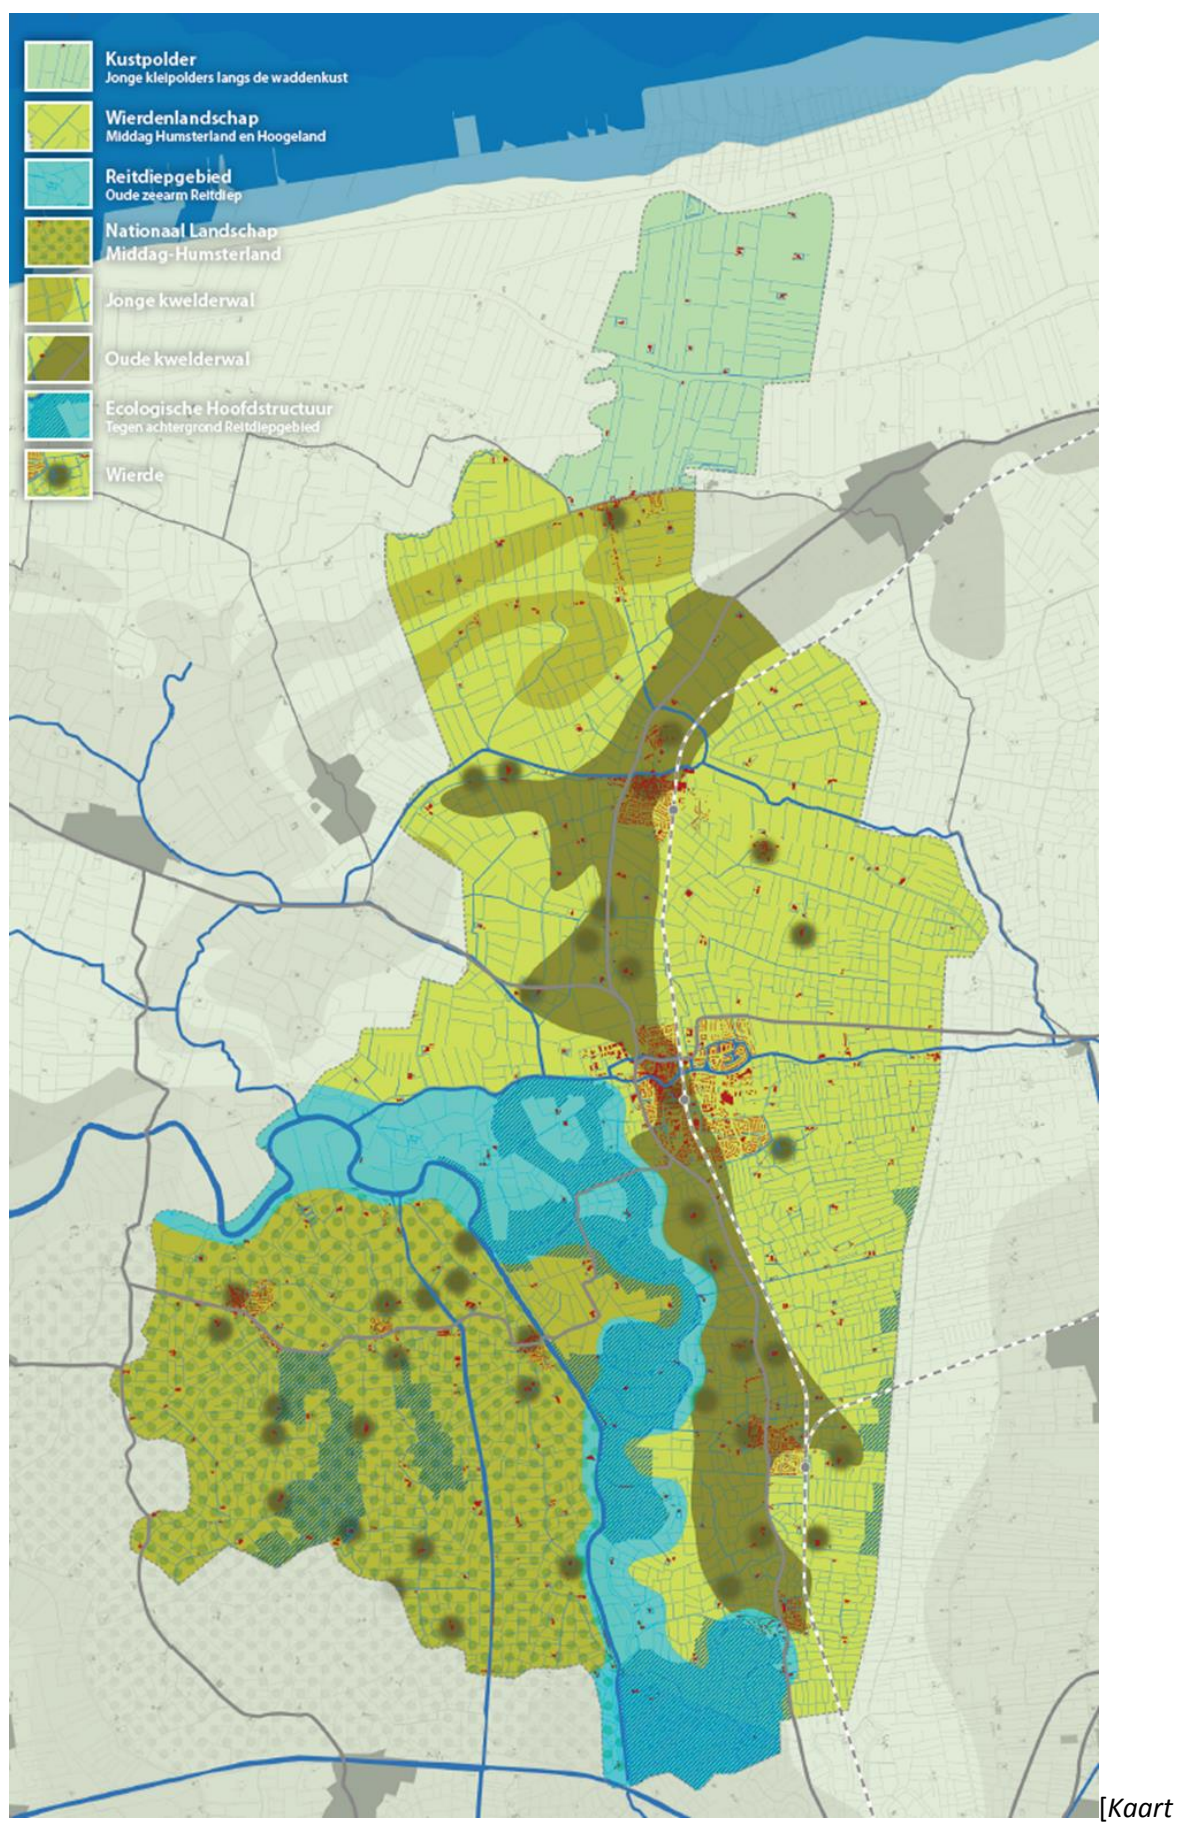 Kustpolder
Jonge kleipolders langs de waddenkust
Wierdenlandschap
Middag Humsterland en Hoogeland
Reitdiepgebied
Oude zeearm Reitdiep
Nationaal Landschap
Middag-Humsterland
Jonge kwelderwal
Oude kwelderwal
Ecologische Hoofdstructuur
Tegen achtergrond Reitdiepgebied
Wierde
[Kaart